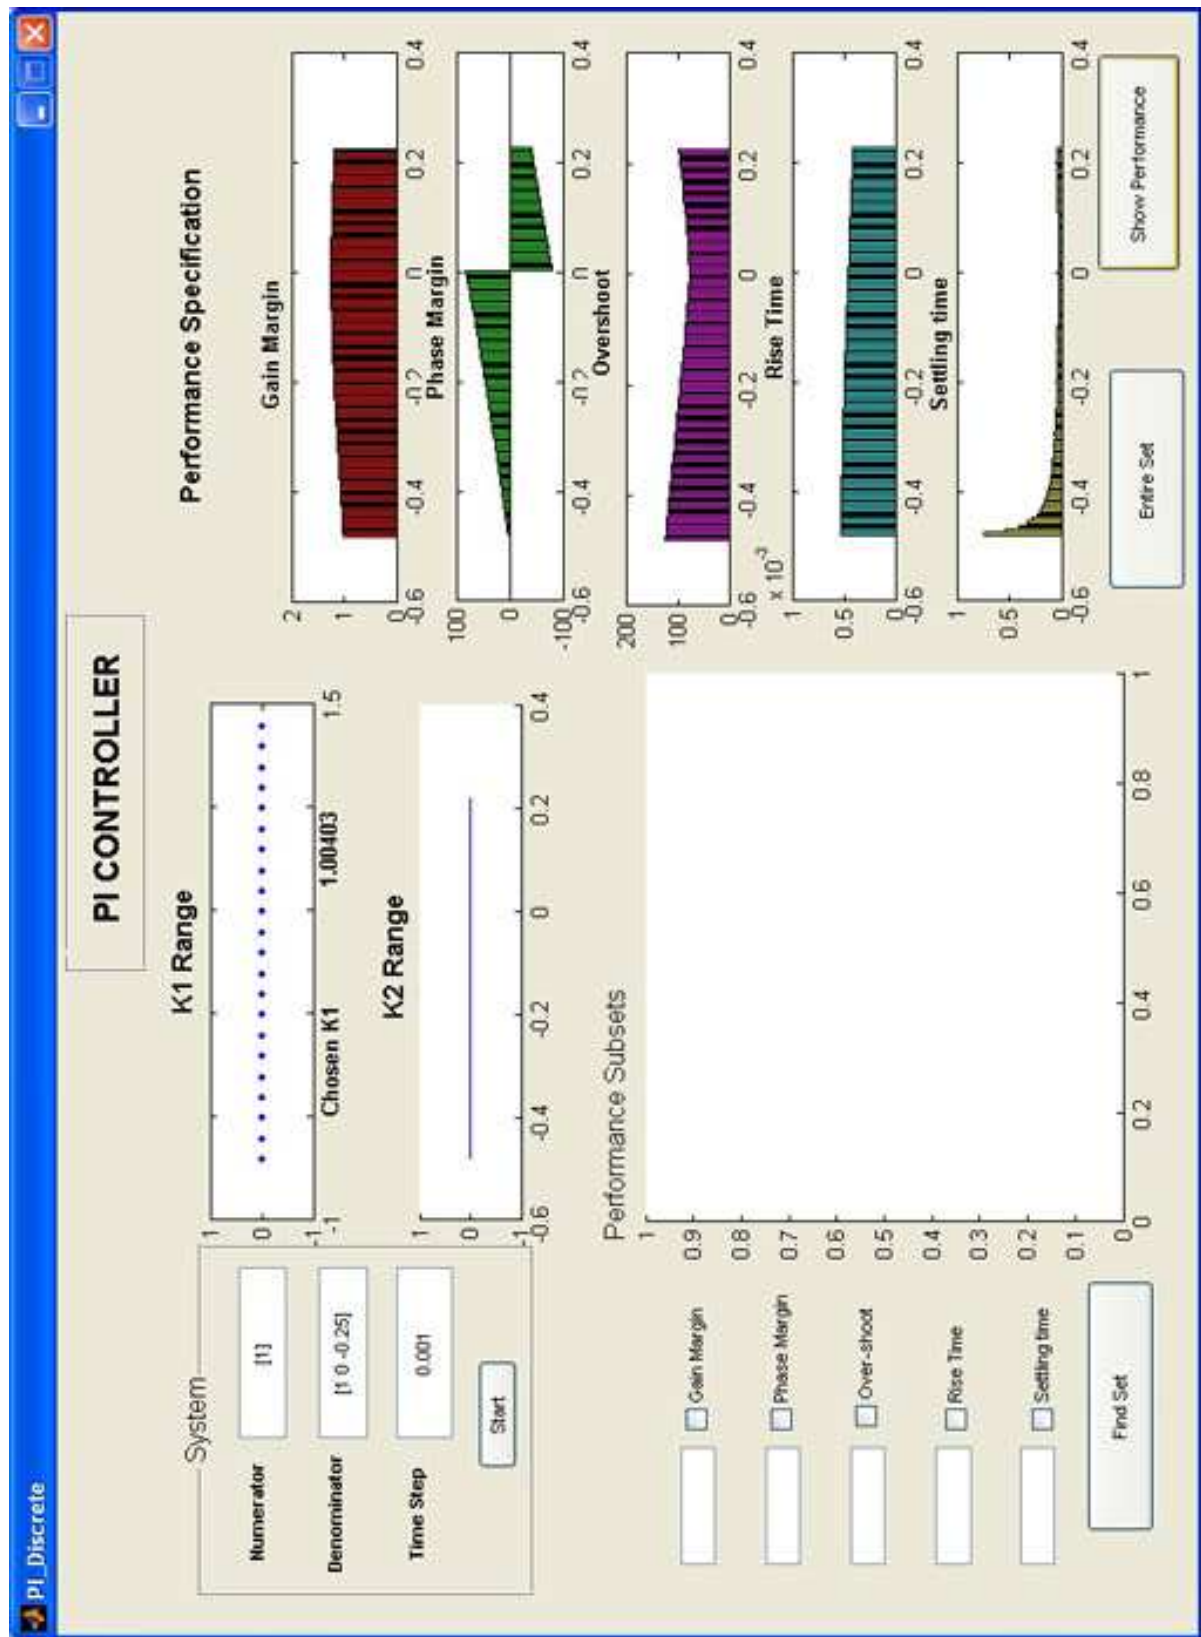 PI_Discrete
PI CONTROLLER
System
Numerator
[1]
Denominator
[1 0 -0.25]
Time Step
0.001
Start
K1 Range
1
0
-1
-1
1.5
Chosen K1
1.00403
K2 Range
1
0
-1
-0.6
-0.4
-0.2
0
0.2
0.4
Performance Specification
Gain Margin
2
1
0
-0.6
-0.4
-0.2
0
0.2
0.4
Phase Margin
100
0
-100
-0.6
-0.4
-0.2
0
0.2
0.4
Overshoot
200
100
0
-0.6
-0.4
-0.2
0
0.2
0.4
x 10-3
Rise Time
1
0.5
0
-0.6
-0.4
-0.2
0
0.2
0.4
Settling time
1
0.5
0
-0.6
-0.4
-0.2
0
0.2
0.4
Entire Set
Show Performance
Gain Margin
Phase Margin
Over-shoot
Rise Time
Settling time
Find Set
Performance Subsets
1
0.9
0.8
0.7
0.6
0.5
0.4
0.3
0.2
0.1
0
0
0.2
0.4
0.6
0.8
1